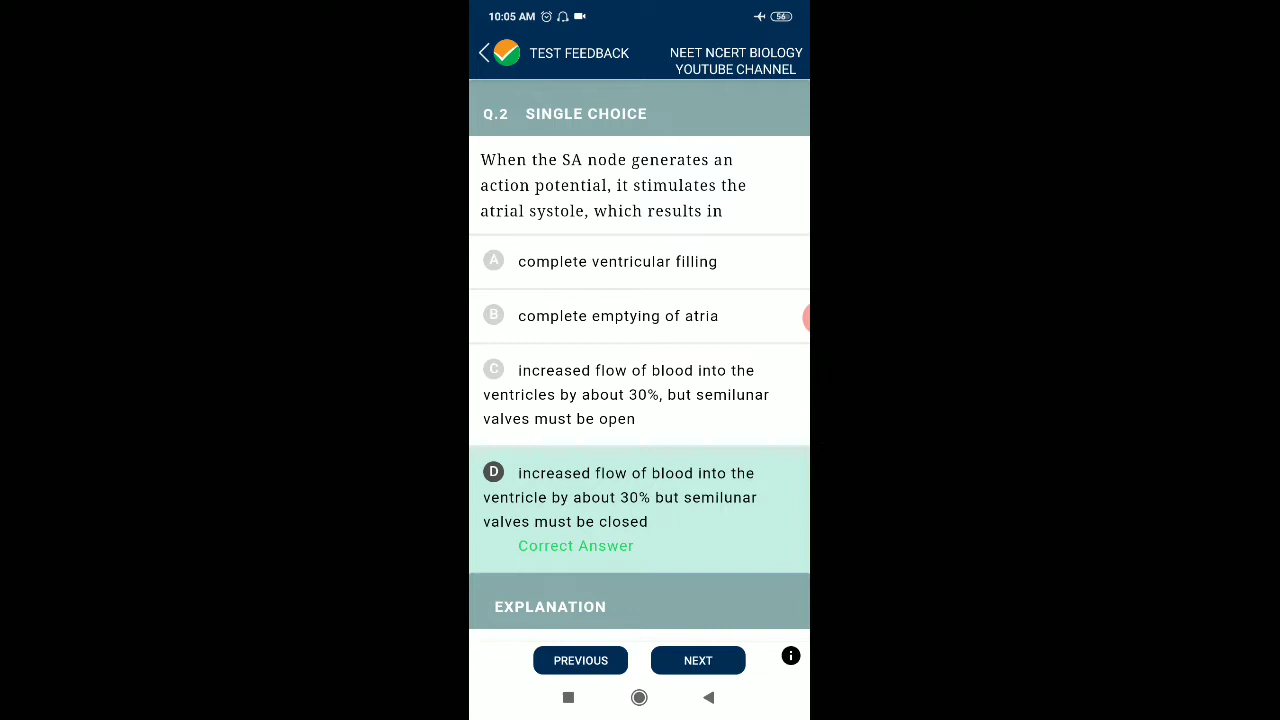 10:05 AM
56
TEST FEEDBACK
NEET NCERT BIOLOGY
YOUTUBE CHANNEL
Q.2 SINGLE CHOICE
When the SA node generates an
action potential, it stimulates the
atrial systole, which results in
A complete ventricular filling
B complete emptying of atria
C increased flow of blood into the
ventricles by about 30%, but semilunar
valves must be open
D increased flow of blood into the
ventricle by about 30% but semilunar
valves must be closed
Correct Answer
EXPLANATION
PREVIOUS
NEXT